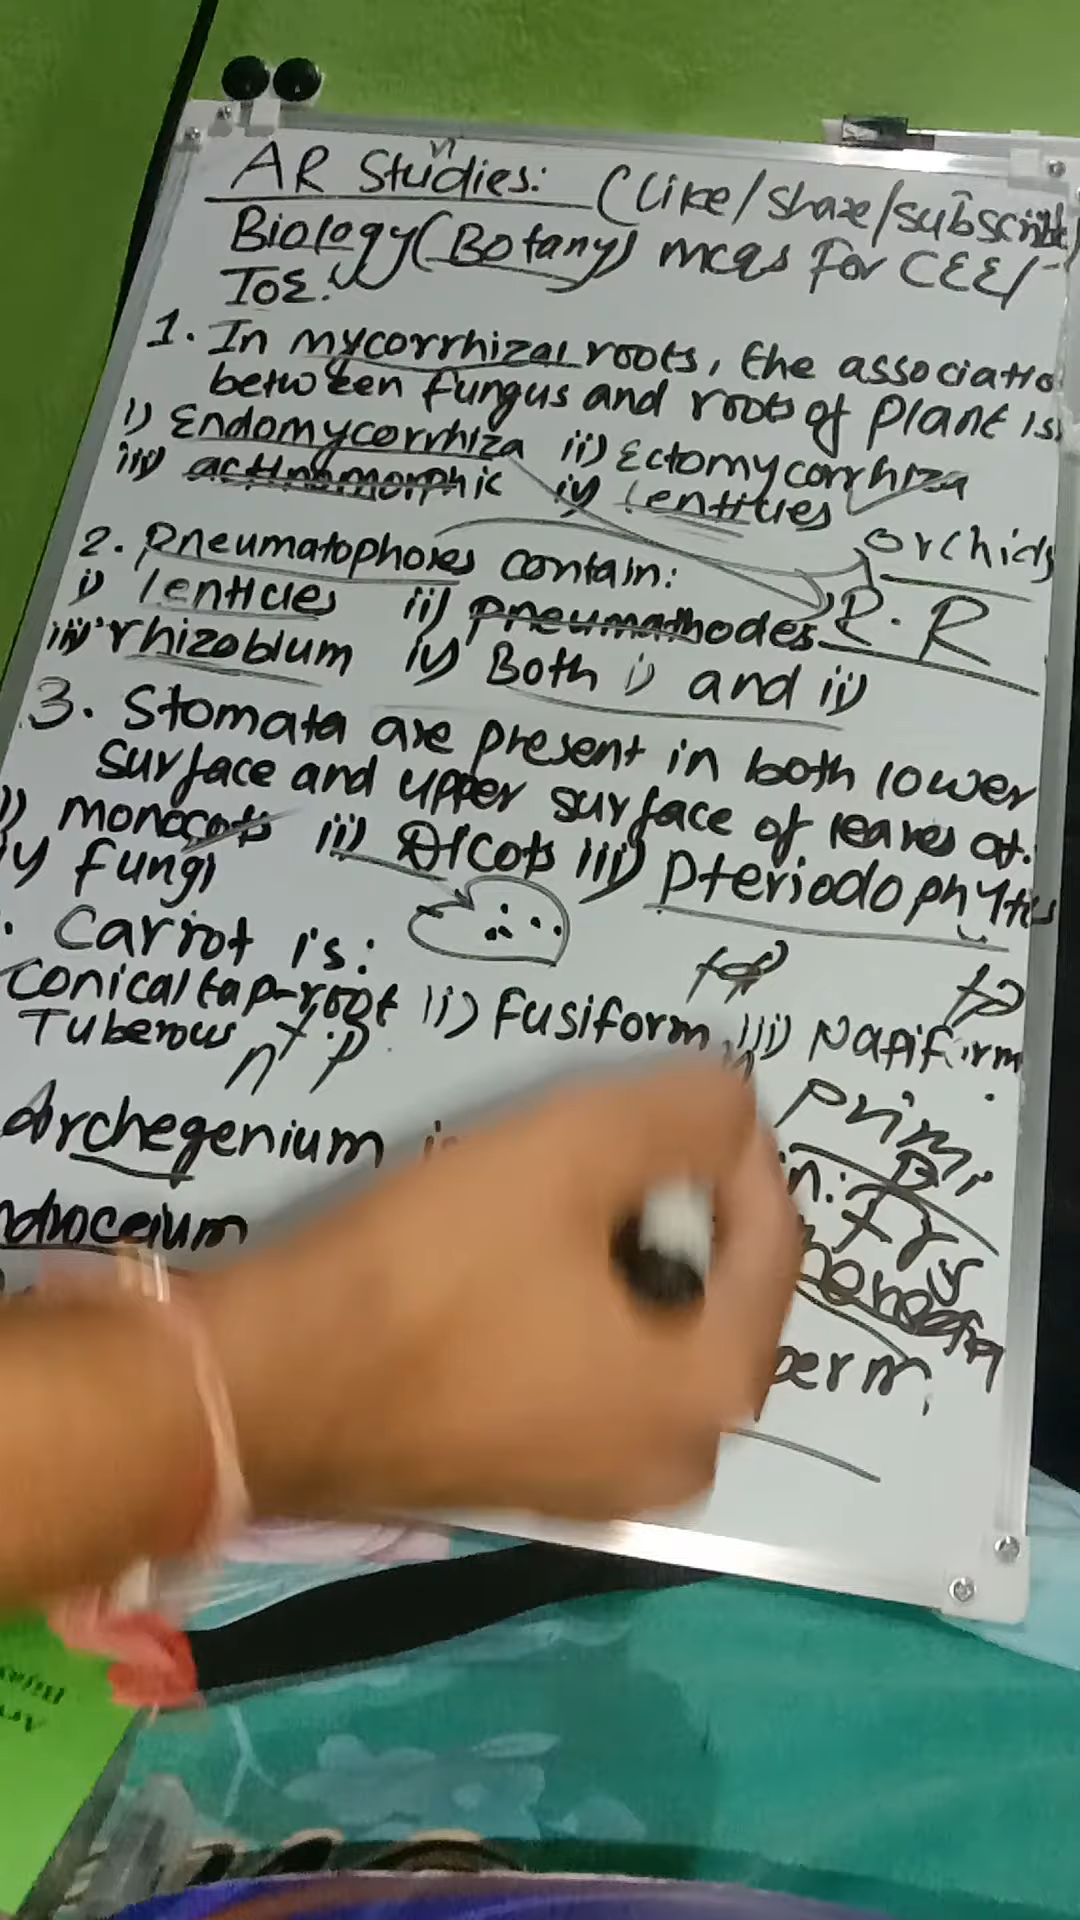 AR Studies: (like/share/subscribe/
Biology(Botany) mcqs For CEE/
IOE.
1. In mycorrhizal roots, the associatio
between fungus and roots of plant is
i) Endomycorrhiza ii) Ectomycorrhiza
iii) actinomorphic iv) lenticles
orchids
2. Pneumatophores contain:
i) lenticles ii) pneumathodes
R.R
iii) rhizobium iv) Both i) and ii)
3. Stomata are present in both lower
surface and upper surface of leaves of.
i) monocots ii) Dicots iii) pteriodophytes
iv) fungi
Carrot is:
Conical tap-root ii) Fusiform iii) Napiform
Tuberous
Archegenium
prim.
in:
ndroceium
perm,